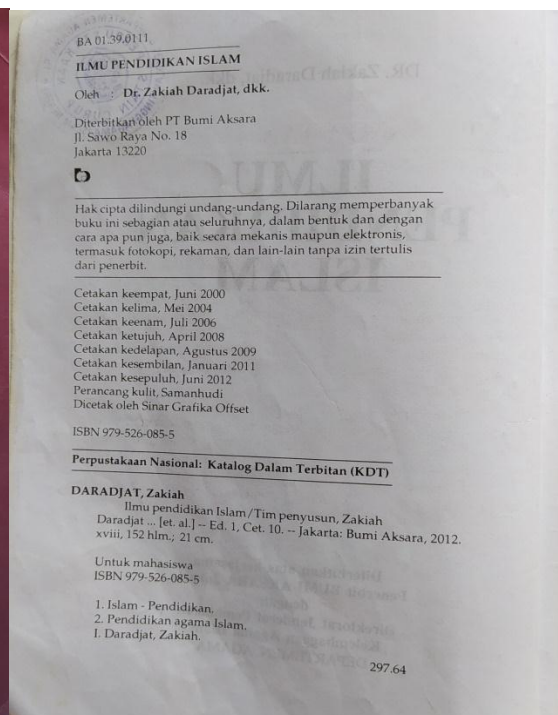 BA 01.39.0111
ILMU PENDIDIKAN ISLAM
Oleh : Dr. Zakiah Daradjat, dkk.
Diterbitkan oleh PT Bumi Aksara
Jl. Sawo Raya No. 18
Jakarta 13220
Hak cipta dilindungi undang-undang. Dilarang memperbanyak
buku ini sebagian atau seluruhnya, dalam bentuk dan dengan
cara apa pun juga, baik secara mekanis maupun elektronis,
termasuk fotokopi, rekaman, dan lain-lain tanpa izin tertulis
dari penerbit.
Cetakan keempat, Juni 2000
Cetakan kelima, Mei 2004
Cetakan keenam, Juli 2006
Cetakan ketujuh, April 2008
Cetakan kedelapan, Agustus 2009
Cetakan kesembilan, Januari 2011
Cetakan kesepuluh, Juni 2012
Perancang kulit, Samanhudi
Dicetak oleh Sinar Grafika Offset
ISBN 979-526-085-5
Perpustakaan Nasional: Katalog Dalam Terbitan (KDT)
DARADJAT, Zakiah
Ilmu pendidikan Islam/Tim penyusun, Zakiah
Daradjat ... [et. al.] -- Ed. 1, Cet. 10. -- Jakarta: Bumi Aksara, 2012.
xviii, 152 hlm.; 21 cm.
Untuk mahasiswa
ISBN 979-526-085-5
1. Islam - Pendidikan.
2. Pendidikan agama Islam.
I. Daradjat, Zakiah.
297.64